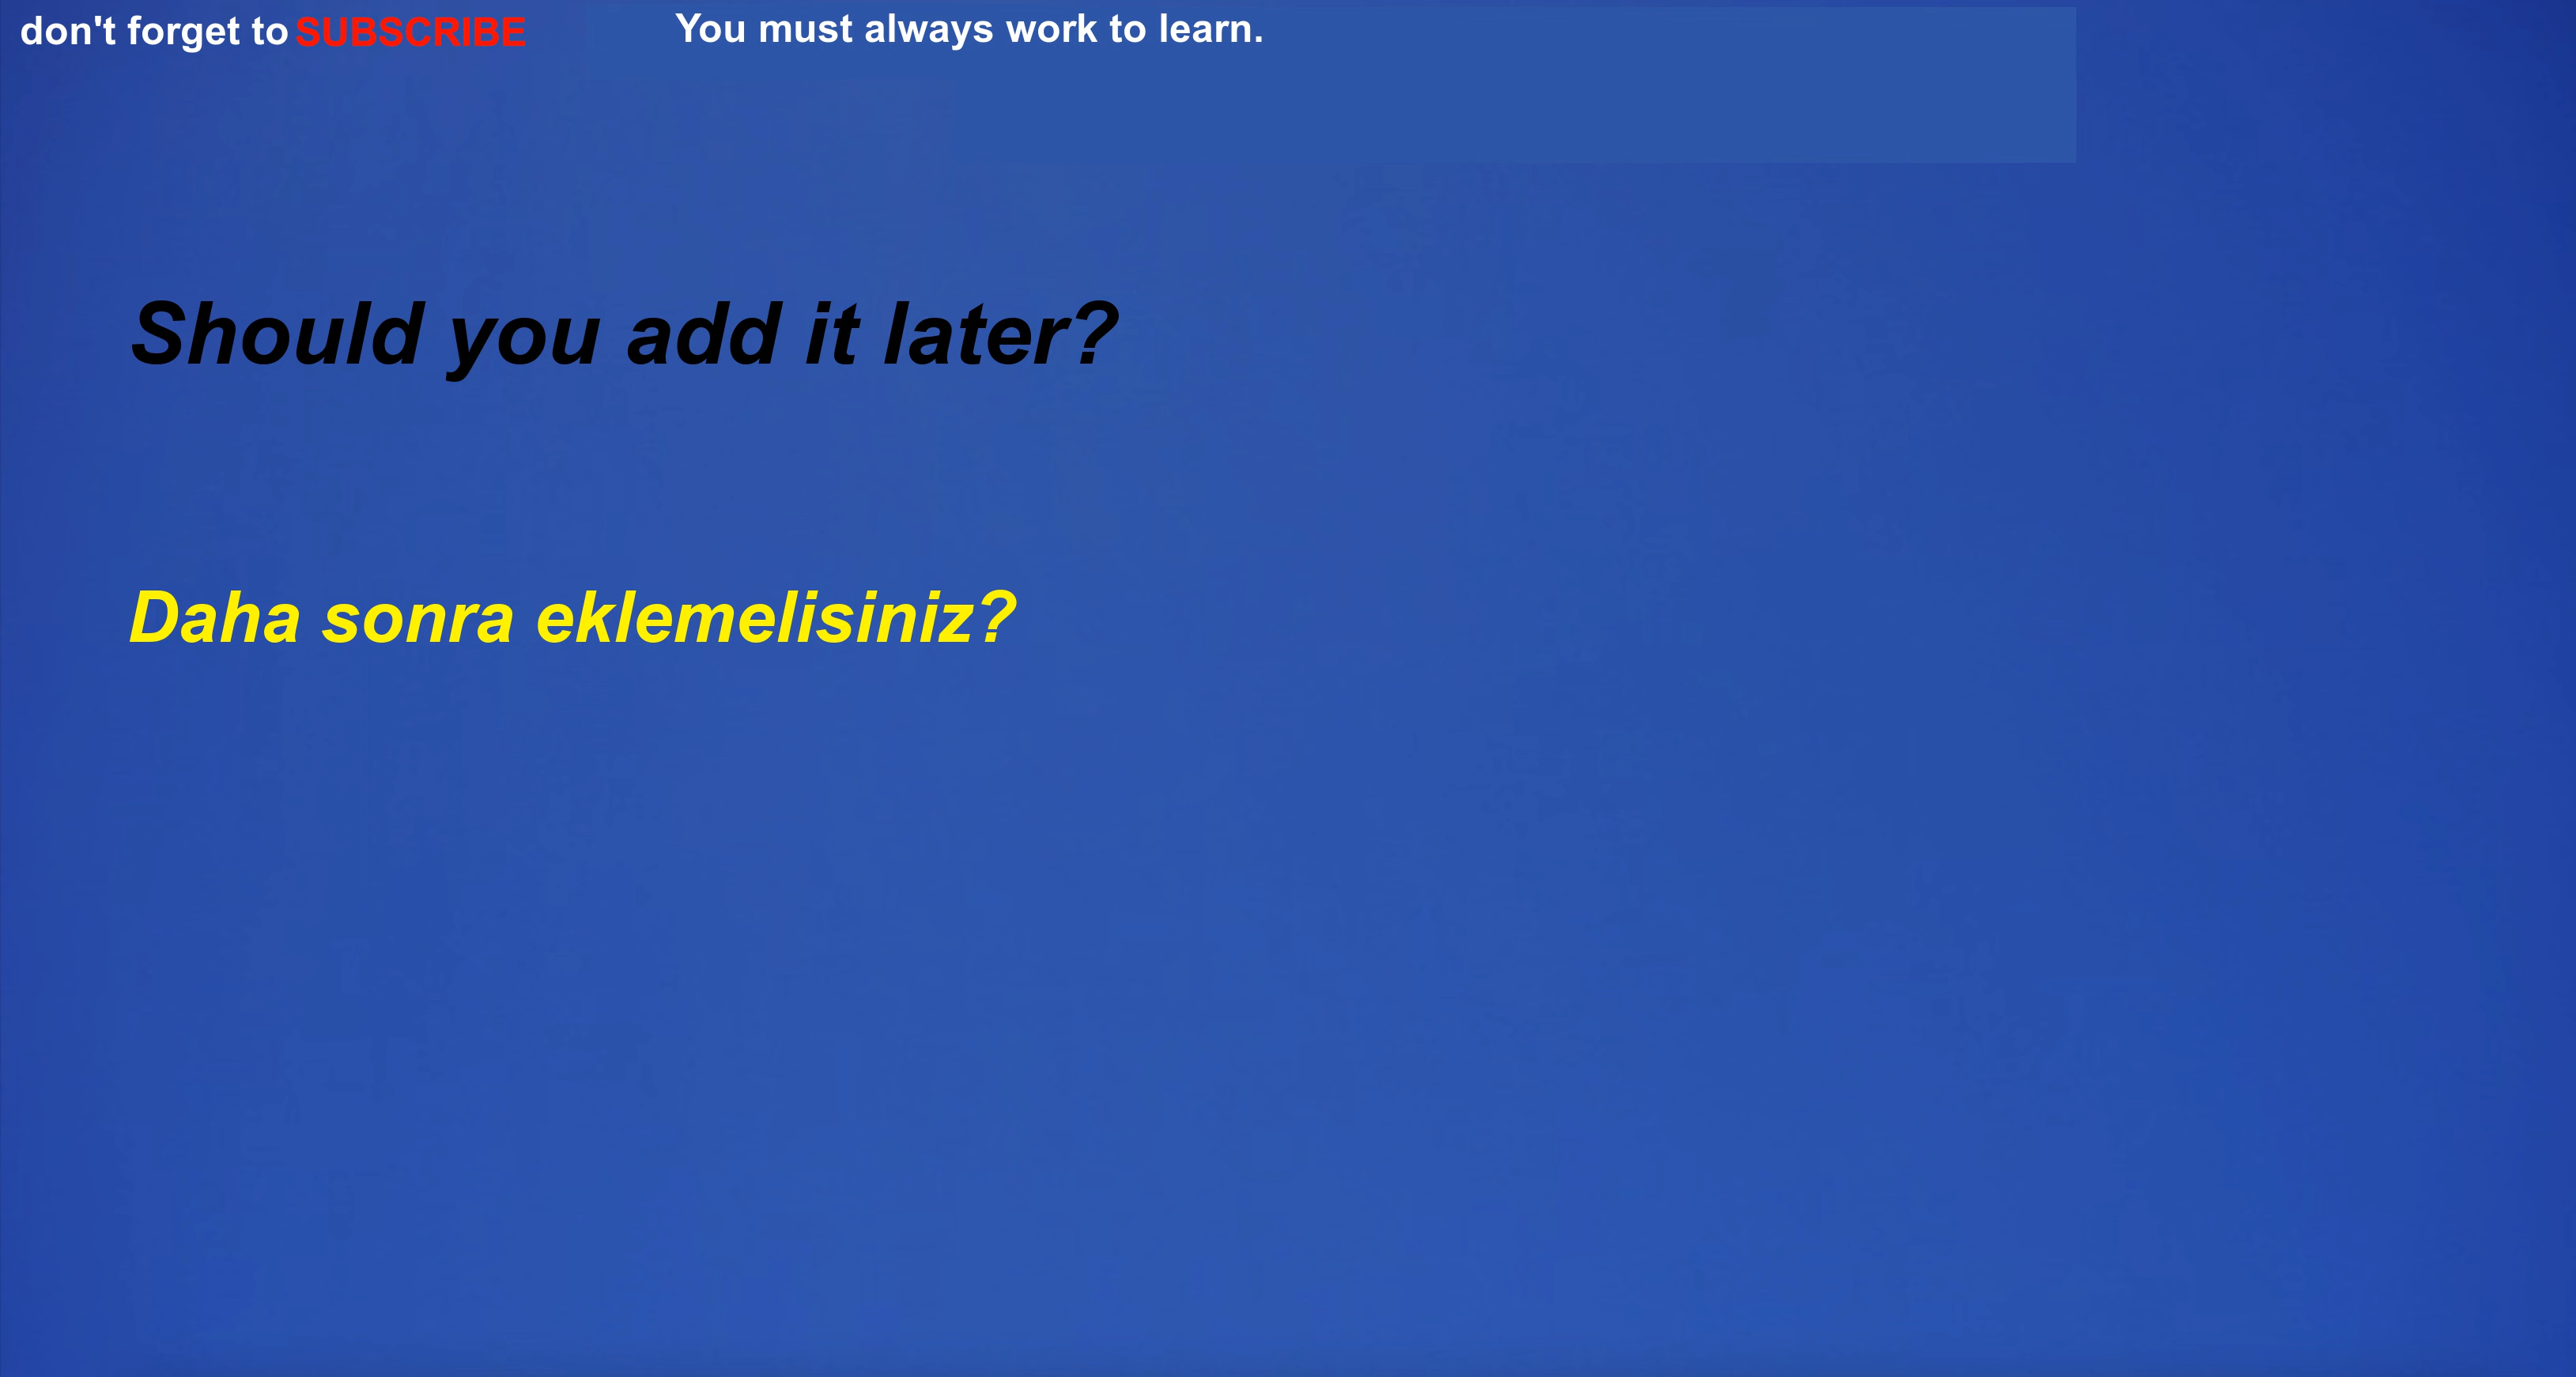 don't forget to SUBSCRIBE
You must always work to learn.
Should you add it later?
Daha sonra eklemelisiniz?